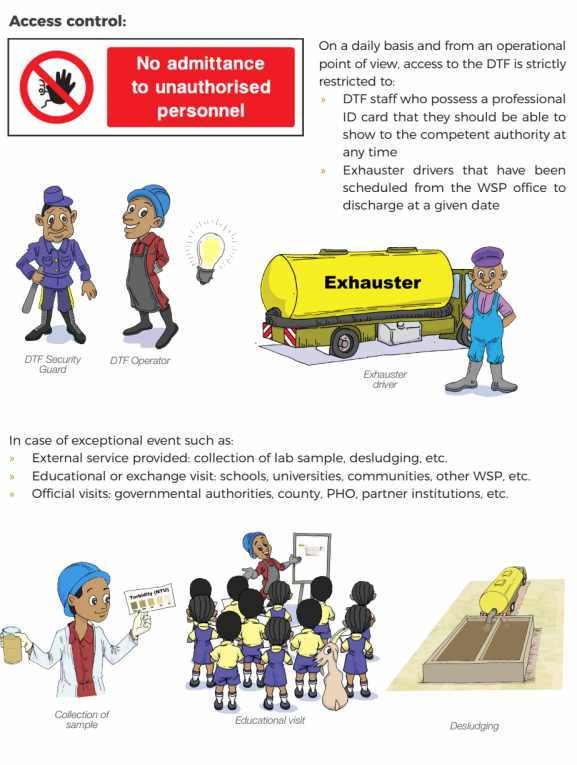 Access control:
No admittance
to unauthorised
personnel
On a daily basis and from an operational
point of view, access to the DTF is strictly
restricted to:
» DTF staff who possess a professional
ID card that they should be able to
show to the competent authority at
any time
» Exhauster drivers that have been
scheduled from the WSP office to
discharge at a given date
Exhauster
DTF Security
Guard
DTF Operator
Exhauster
driver
In case of exceptional event such as:
» External service provided: collection of lab sample, desludging, etc.
» Educational or exchange visit: schools, universities, communities, other WSP, etc.
» Official visits: governmental authorities, county, PHO, partner institutions, etc.
Turbidity (NTU)
Collection of
sample
Educational visit
Desludging